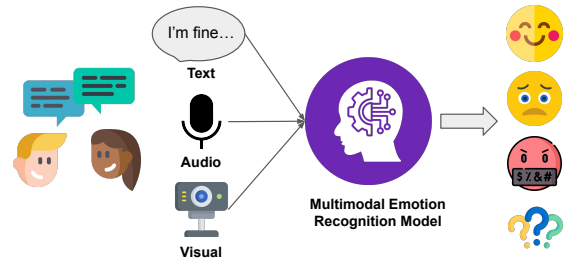 I'm fine…
Text
Audio
Visual
Multimodal Emotion
Recognition Model
$%&#